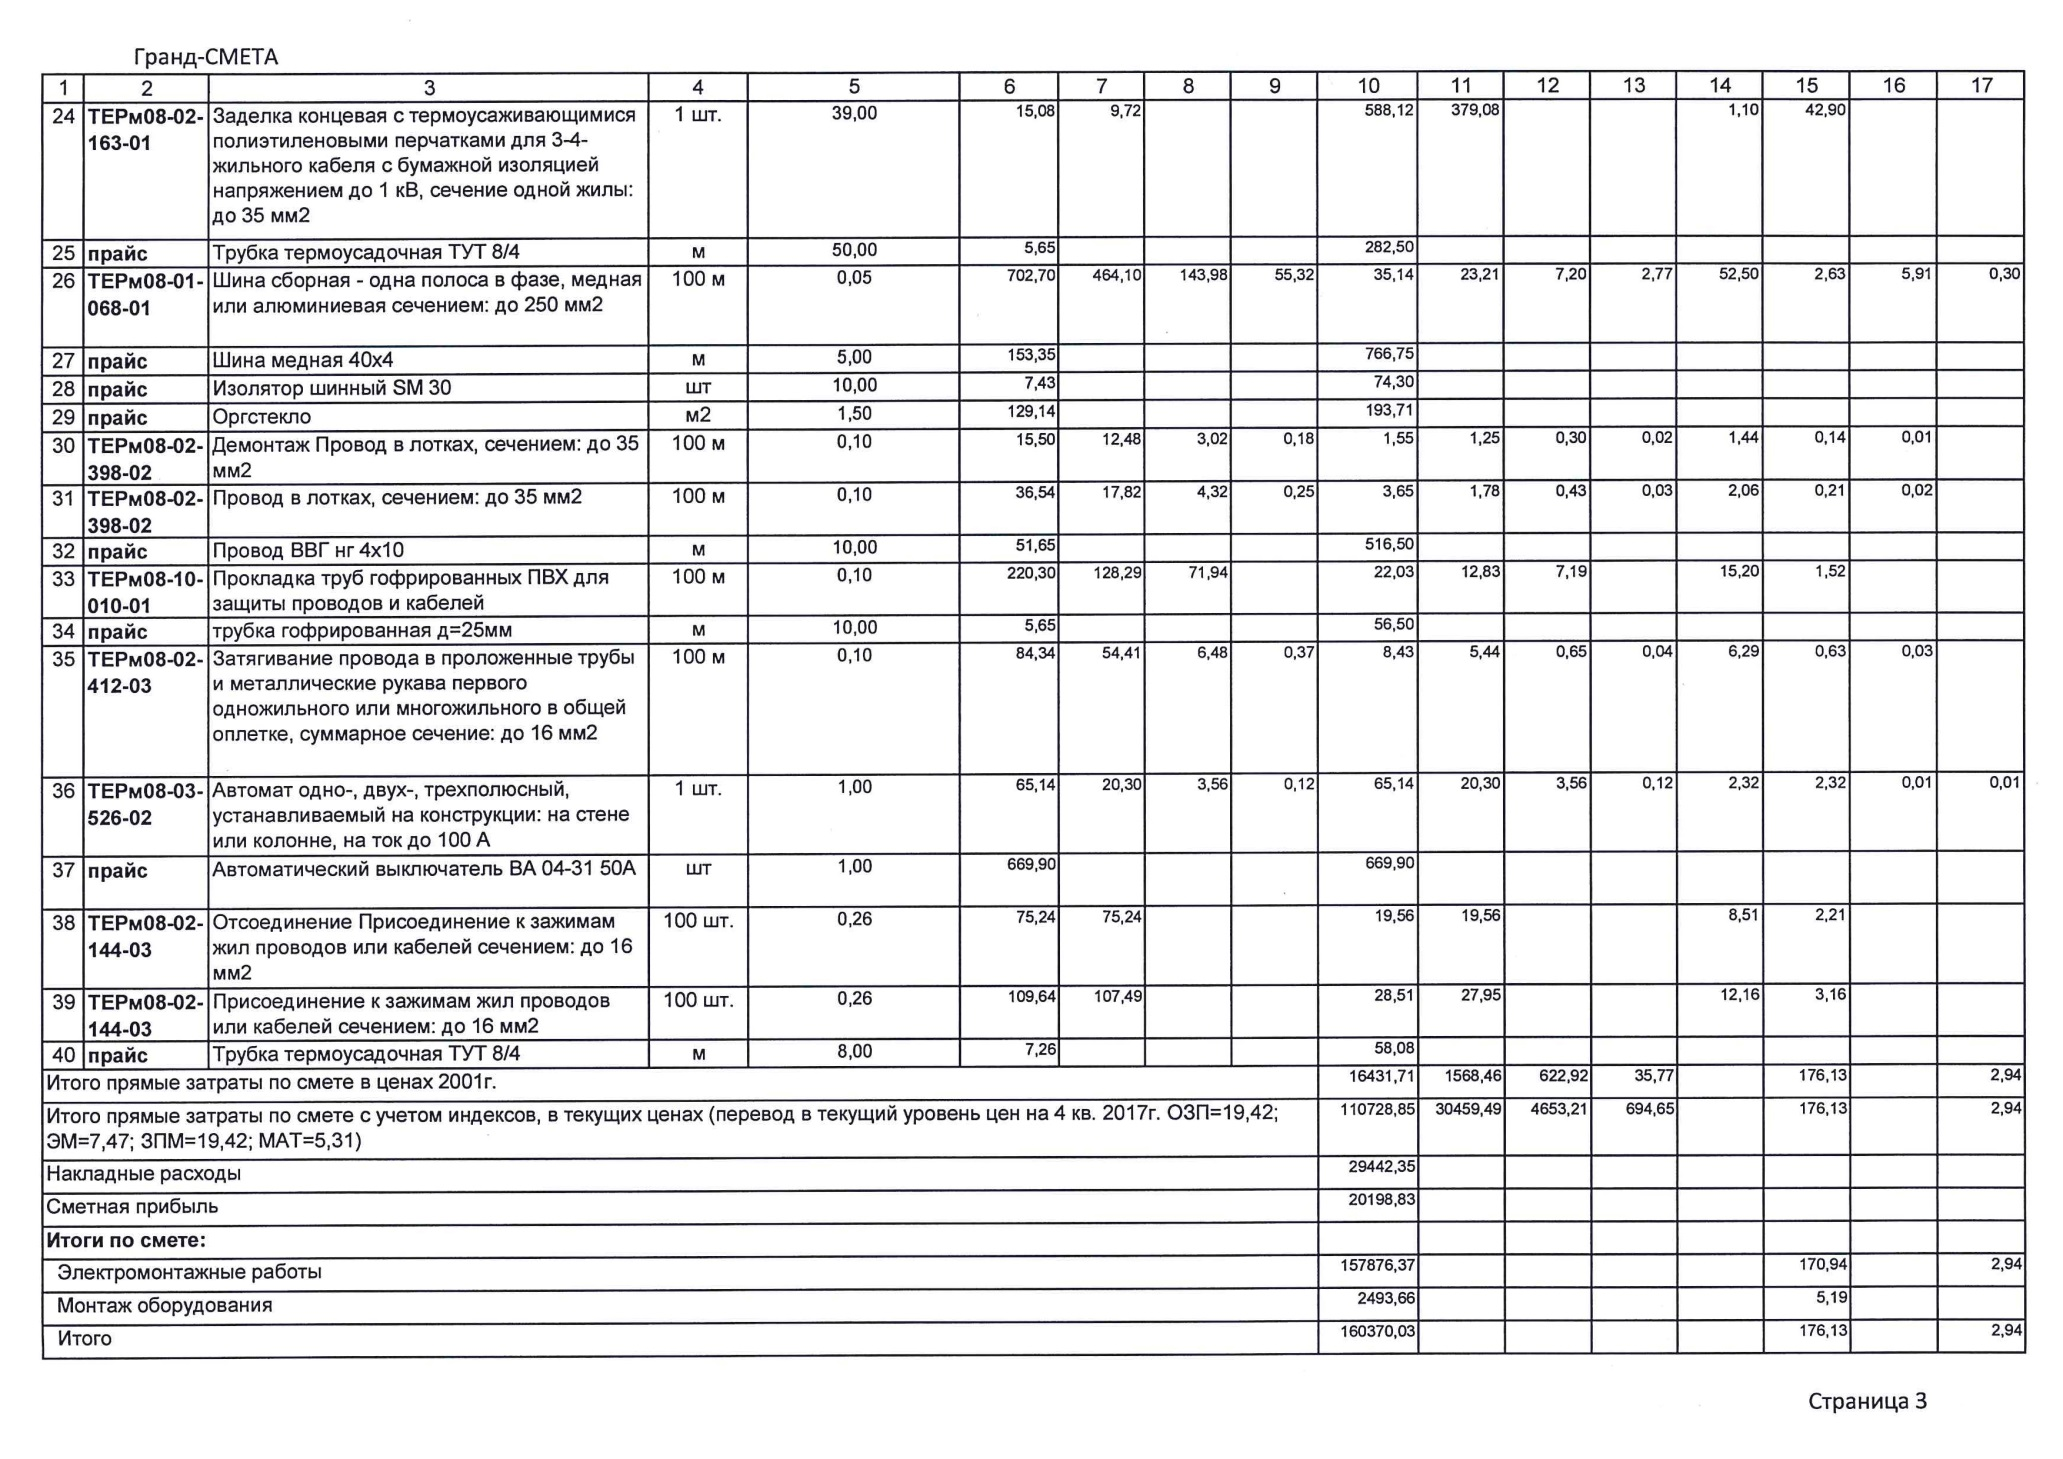 Гранд-СМЕТА
1 2 3 4 5 6 7 8 9 10 11 12 13 14 15 16 17
24 ТЕРм08-02- Заделка концевая с термоусаживающимися 1 шт. 39,00 15,08 9,72 588,12 379,08 1,10 42,90
163-01 полиэтиленовыми перчатками для 3-4-
жильного кабеля с бумажной изоляцией
напряжением до 1 кВ, сечение одной жилы:
до 35 мм2
25 прайс Трубка термоусадочная ТУТ 8/4 м 50,00 5,65 282,50
26 ТЕРм08-01- Шина сборная - одна полоса в фазе, медная 100 м 0,05 702,70 464,10 143,98 55,32 35,14 23,21 7,20 2,77 52,50 2,63 5,91 0,30
068-01 или алюминиевая сечением: до 250 мм2
27 прайс Шина медная 40х4 м 5,00 153,35 766,75
28 прайс Изолятор шинный SM 30 шт 10,00 7,43 74,30
29 прайс Оргстекло м2 1,50 129,14 193,71
30 ТЕРм08-02- Демонтаж Провод в лотках, сечением: до 35 100 м 0,10 15,50 12,48 3,02 0,18 1,55 1,25 0,30 0,02 1,44 0,14 0,01
398-02 мм2
31 ТЕРм08-02- Провод в лотках, сечением: до 35 мм2 100 м 0,10 36,54 17,82 4,32 0,25 3,65 1,78 0,43 0,03 2,06 0,21 0,02
398-02
32 прайс Провод ВВГ нг 4х10 м 10,00 51,65 516,50
33 ТЕРм08-10- Прокладка труб гофрированных ПВХ для 100 м 0,10 220,30 128,29 71,94 22,03 12,83 7,19 15,20 1,52
010-01 защиты проводов и кабелей
34 прайс трубка гофрированная д=25мм м 10,00 5,65 56,50
35 ТЕРм08-02- Затягивание провода в проложенные трубы 100 м 0,10 84,34 54,41 6,48 0,37 8,43 5,44 0,65 0,04 6,29 0,63 0,03
412-03 и металлические рукава первого
одножильного или многожильного в общей
оплетке, суммарное сечение: до 16 мм2
36 ТЕРм08-03- Автомат одно-, двух-, трехполюсный, 1 шт. 1,00 65,14 20,30 3,56 0,12 65,14 20,30 3,56 0,12 2,32 2,32 0,01 0,01
526-02 устанавливаемый на конструкции: на стене
или колонне, на ток до 100 А
37 прайс Автоматический выключатель ВА 04-31 50А шт 1,00 669,90 669,90
38 ТЕРм08-02- Отсоединение Присоединение к зажимам 100 шт. 0,26 75,24 75,24 19,56 19,56 8,51 2,21
144-03 жил проводов или кабелей сечением: до 16
мм2
39 ТЕРм08-02- Присоединение к зажимам жил проводов 100 шт. 0,26 109,64 107,49 28,51 27,95 12,16 3,16
144-03 или кабелей сечением: до 16 мм2
40 прайс Трубка термоусадочная ТУТ 8/4 м 8,00 7,26 58,08
Итого прямые затраты по смете в ценах 2001г. 16431,71 1568,46 622,92 35,77 176,13 2,94
Итого прямые затраты по смете с учетом индексов, в текущих ценах (перевод в текущий уровень цен на 4 кв. 2017г. ОЗП=19,42; 110728,85 30459,49 4653,21 694,65 176,13 2,94
ЭМ=7,47; ЗПМ=19,42; МАТ=5,31)
Накладные расходы 29442,35
Сметная прибыль 20198,83
Итоги по смете:
Электромонтажные работы 157876,37 170,94 2,94
Монтаж оборудования 2493,66 5,19
Итого 160370,03 176,13 2,94
Страница 3